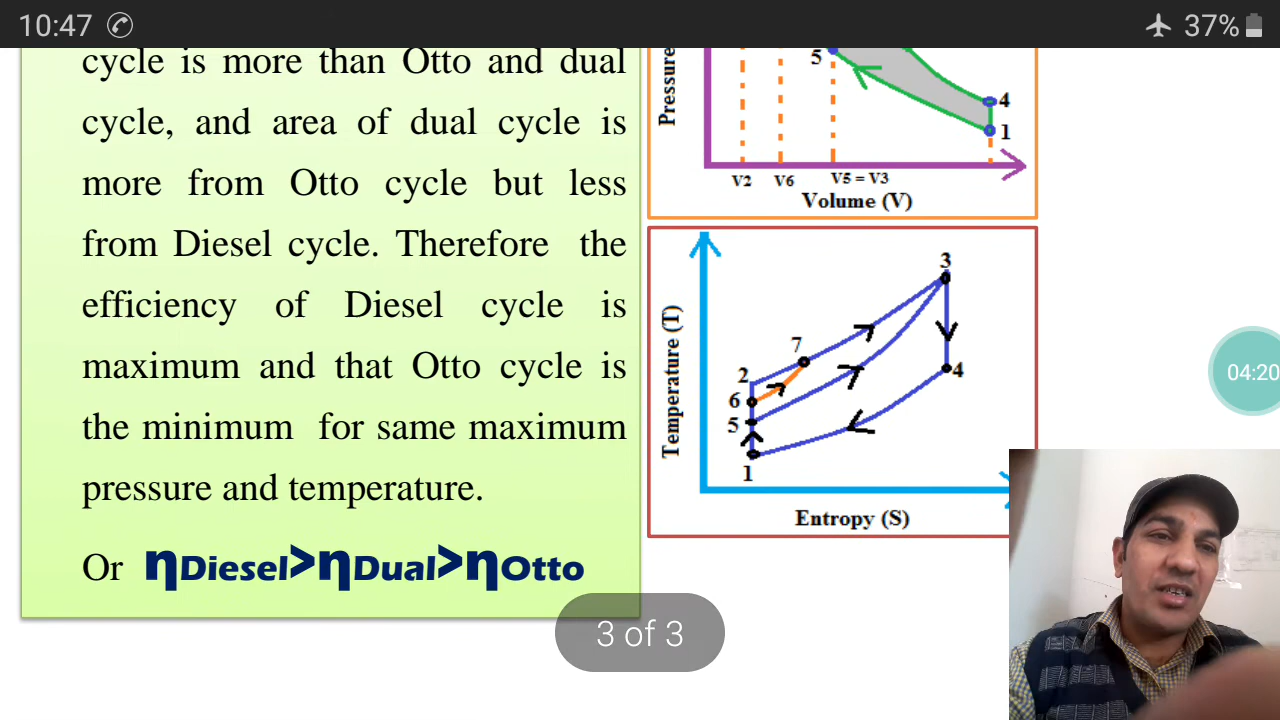 10:47
37%
cycle is more than Otto and dual
cycle, and area of dual cycle is
more from Otto cycle but less
from Diesel cycle. Therefore the
efficiency of Diesel cycle is
maximum and that Otto cycle is
the minimum for same maximum
pressure and temperature.
Or ηDiesel>ηDual>ηOtto
Pressure
5
4
1
V2 V6 V5 = V3
Volume (V)
Temperature (T)
3
7
2
6
5
4
1
Entropy (S)
04:20
3 of 3